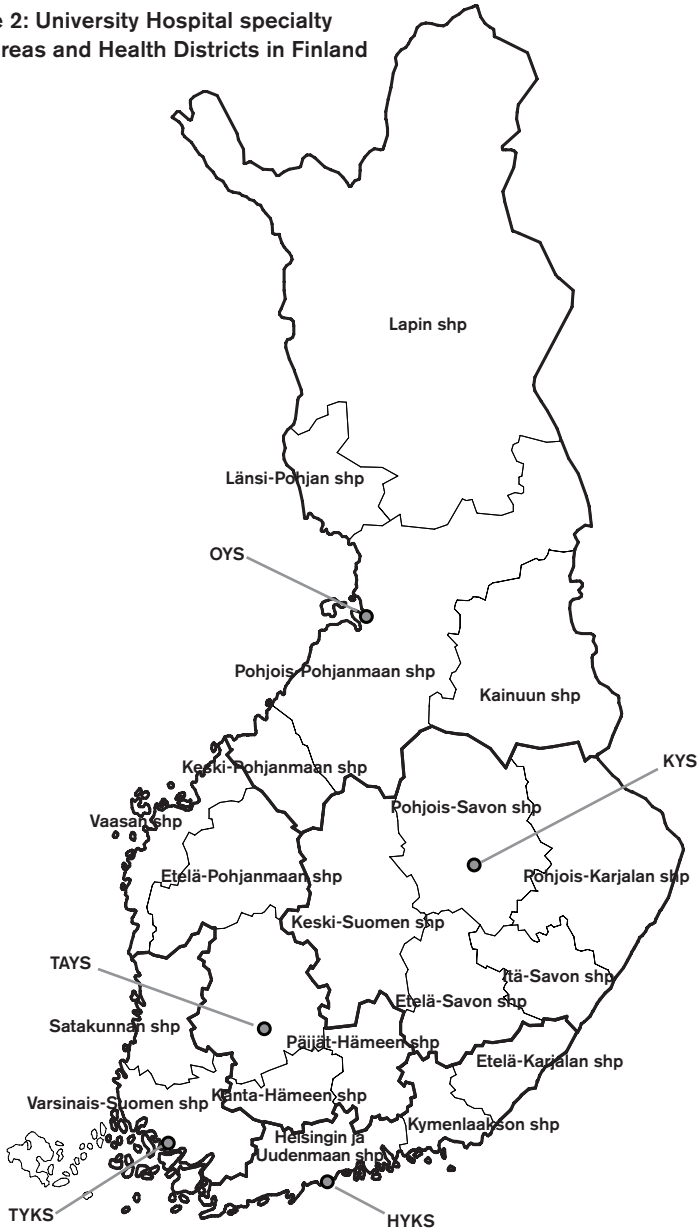 e 2: University Hospital specialty
reas and Health Districts in Finland
Lapin shp
Länsi-Pohjan shp
OYS
Pohjois-Pohjanmaan shp
Kainuun shp
KYS
Keski-Pohjanmaan shp
Pohjois-Savon shp
Vaasan shp
Etelä-Pohjanmaan shp
Pohjois-Karjalan shp
Keski-Suomen shp
TAYS
Itä-Savon shp
Etelä-Savon shp
Satakunnan shp
Päijät-Hämeen shp
Etelä-Karjalan shp
Kanta-Hämeen shp
Varsinais-Suomen shp
Kymenlaakson shp
Helsingin ja
Uudenmaan shp
TYKS
HYKS